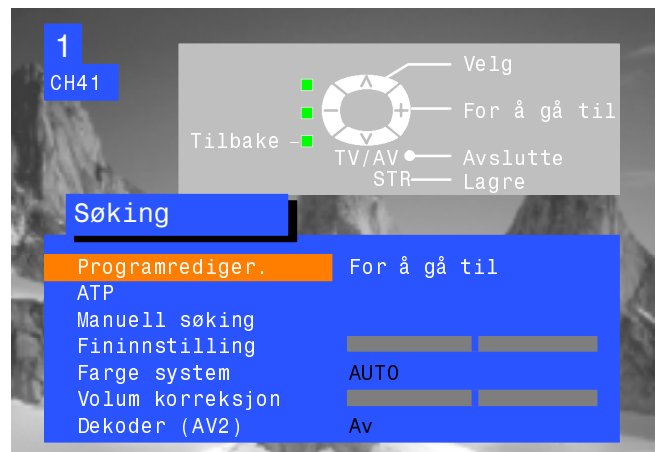 1
CH41
Velg
For å gå til
Tilbake
TV/AV Avslutte
STR Lagre
Søking
Programrediger. For å gå til
ATP
Manuell søking
Fininnstilling
Farge system AUTO
Volum korreksjon
Dekoder (AV2) Av